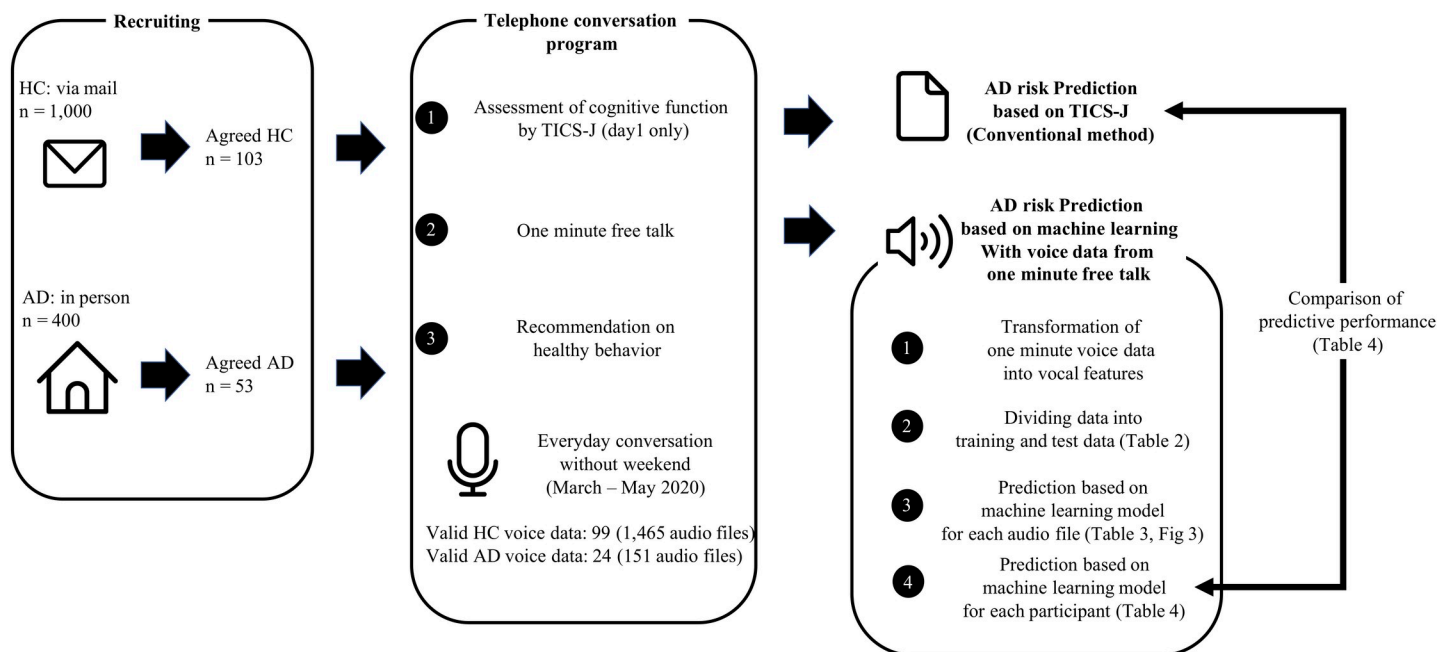 Recruiting
HC: via mail
n = 1,000
Agreed HC
n = 103
AD: in person
n = 400
Agreed AD
n = 53
Telephone conversation
program
1
Assessment of cognitive function
by TICS-J (day1 only)
2
One minute free talk
3
Recommendation on
healthy behavior
Everyday conversation
without weekend
(March – May 2020)
Valid HC voice data: 99 (1,465 audio files)
Valid AD voice data: 24 (151 audio files)
AD risk Prediction
based on TICS-J
(Conventional method)
AD risk Prediction
based on machine learning
With voice data from
one minute free talk
1
Transformation of
one minute voice data
into vocal features
2
Dividing data into
training and test data (Table 2)
3
Prediction based on
machine learning model
for each audio file (Table 3, Fig 3)
4
Prediction based on
machine learning model
for each participant (Table 4)
Comparison of
predictive performance
(Table 4)